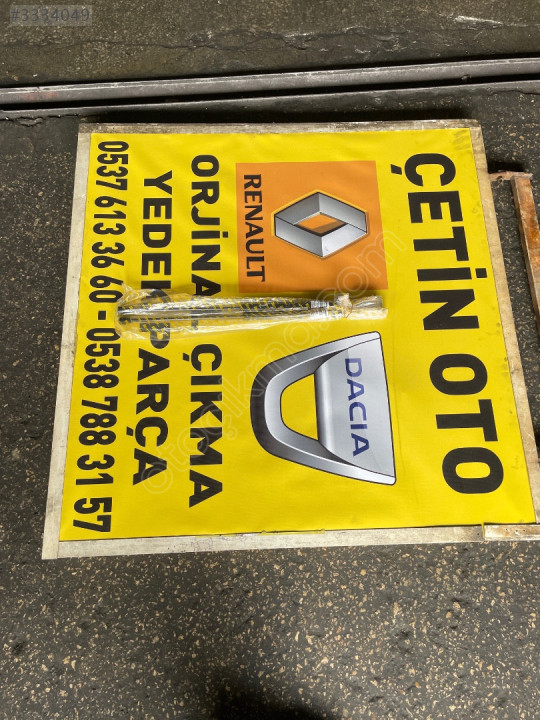 #3334049
ÇETİN OTO
RENAULT
DACIA
ORJİNAL ÇIKMA
YEDEK PARÇA
0537 613 36 60 - 0538 788 31 57